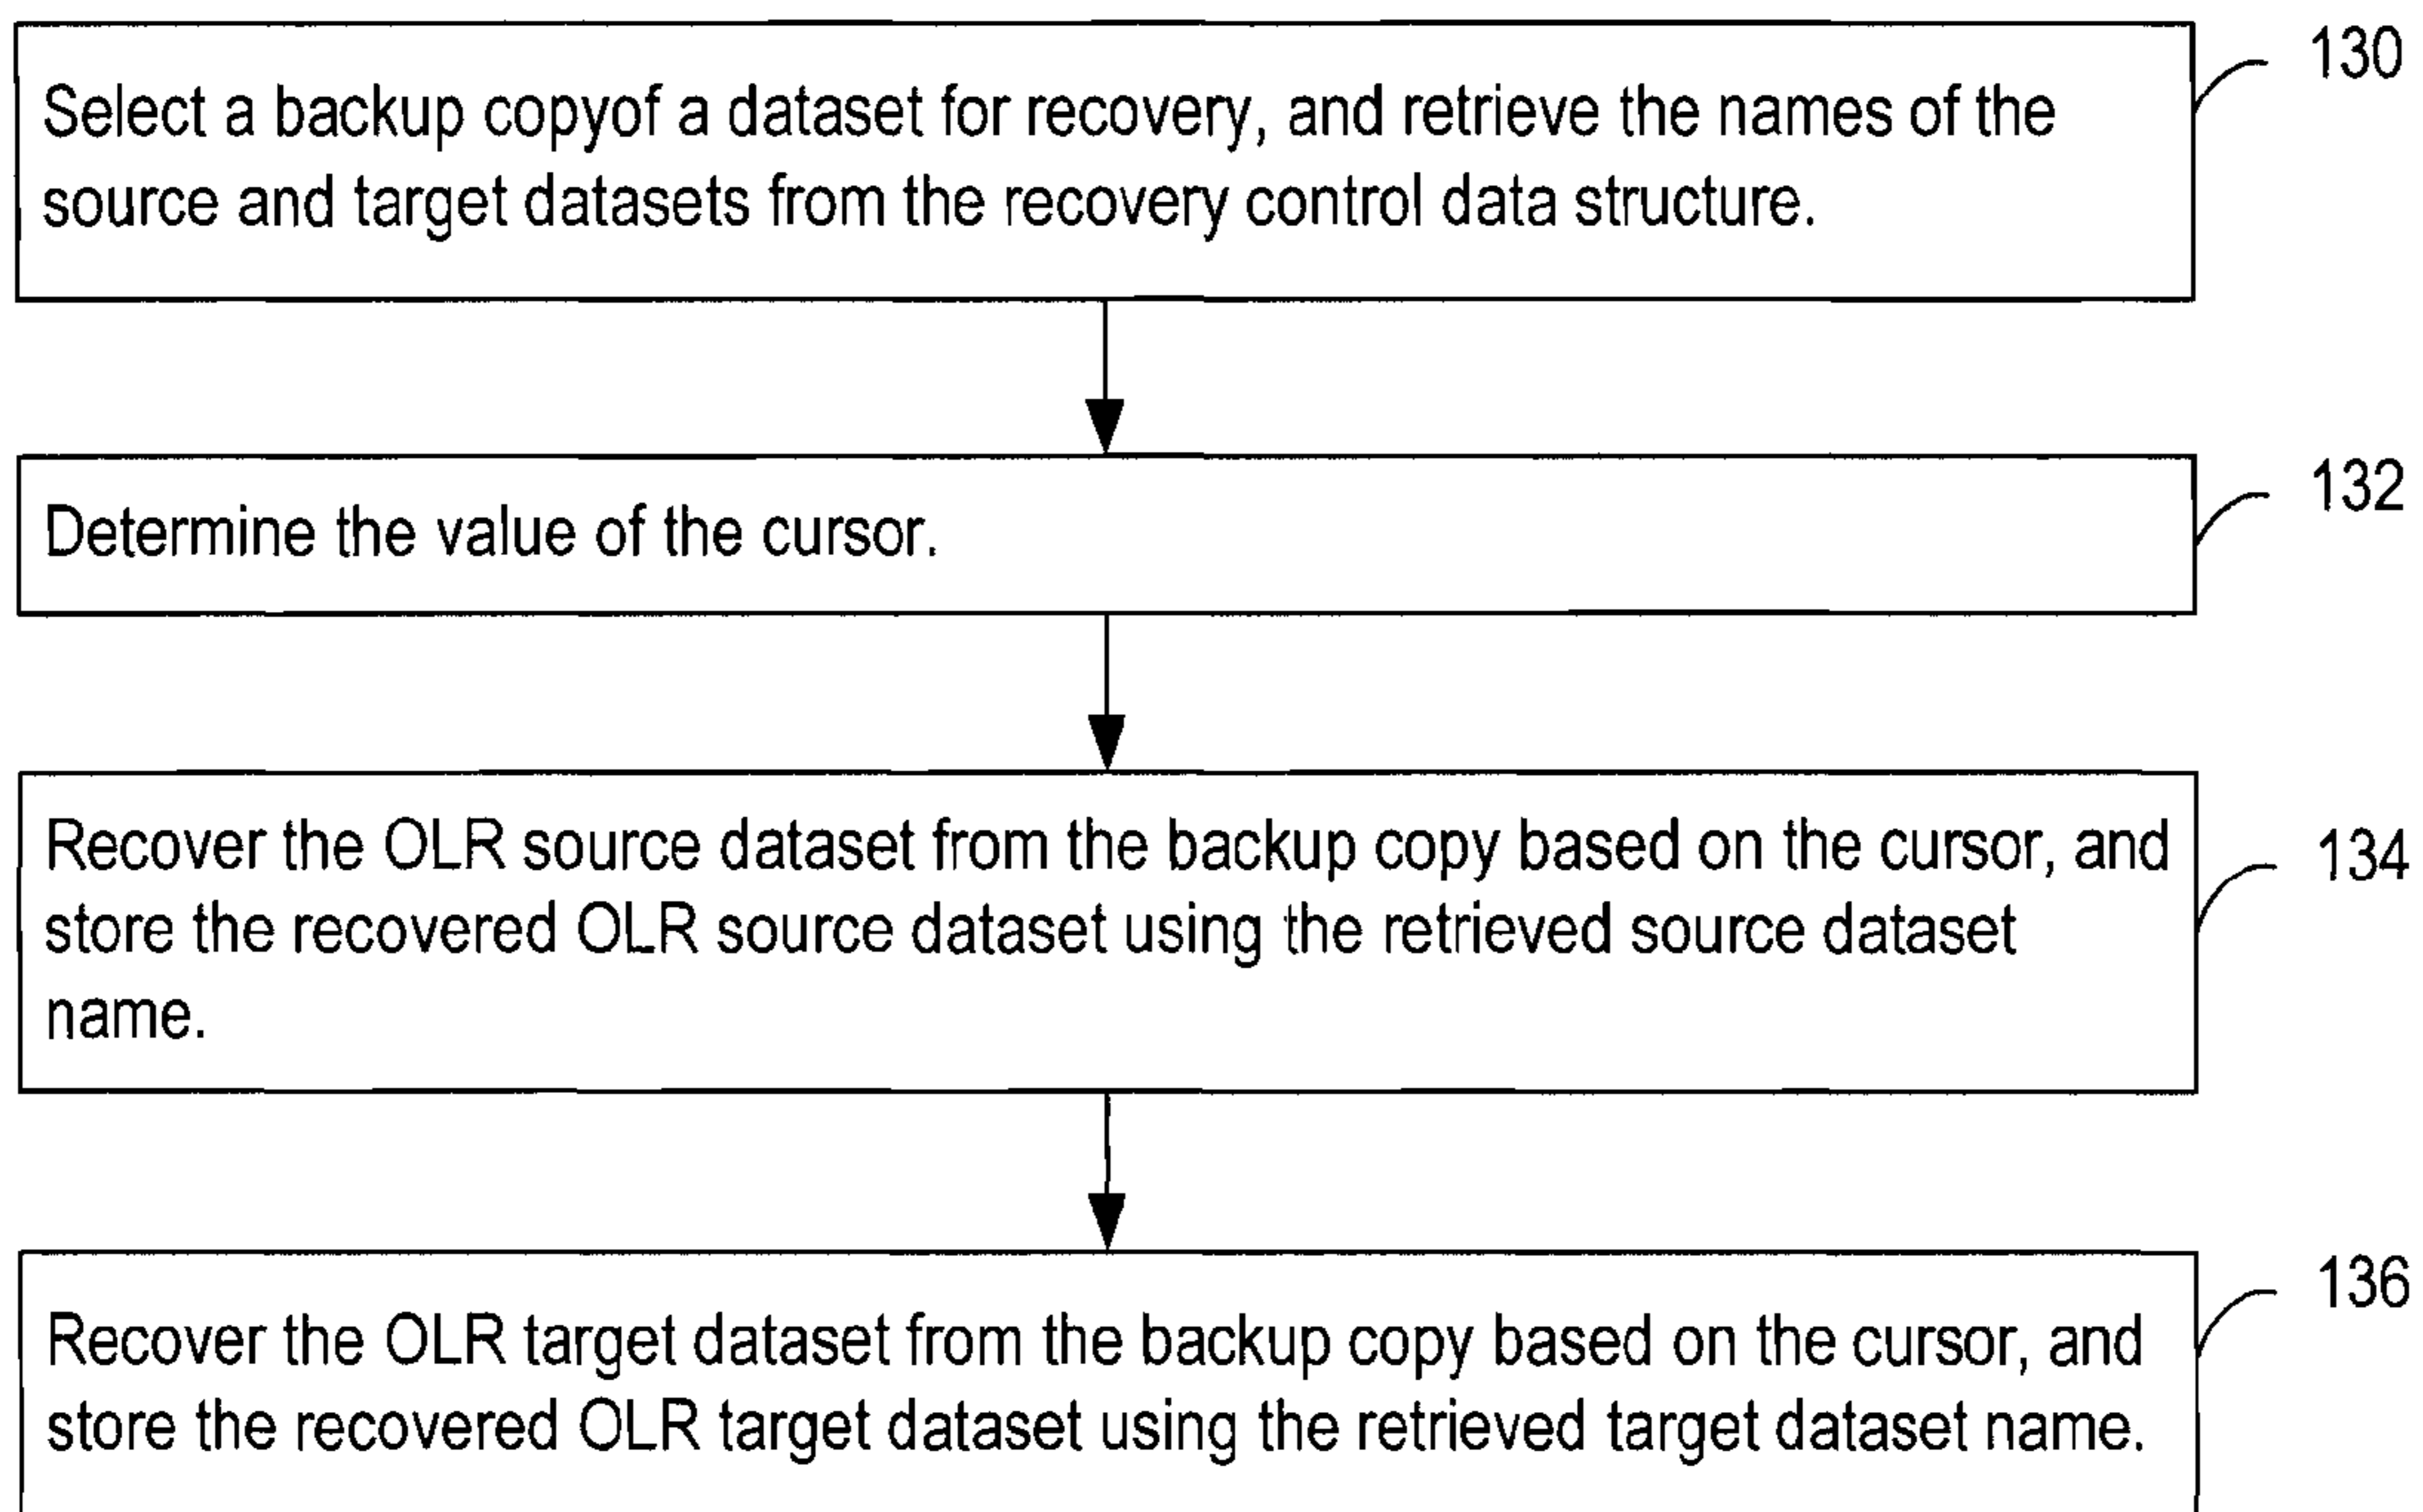 130
Select a backup copyof a dataset for recovery, and retrieve the names of the
source and target datasets from the recovery control data structure.
132
Determine the value of the cursor.
Recover the OLR source dataset from the backup copy based on the cursor, and
134
store the recovered OLR source dataset using the retrieved source dataset
name.
136
Recover the OLR target dataset from the backup copy based on the cursor, and
store the recovered OLR target dataset using the retrieved target dataset name.